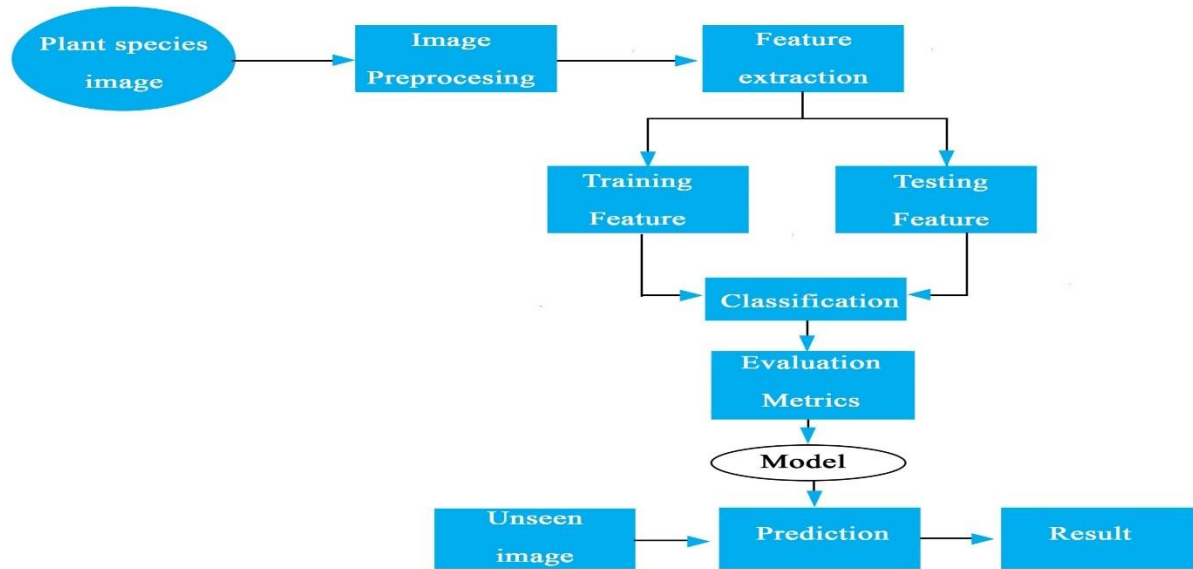 Plant species
image
Image
Preprocesing
Feature
extraction
Training
Feature
Testing
Feature
Classification
Evaluation
Metrics
Model
Unseen
image
Prediction
Result